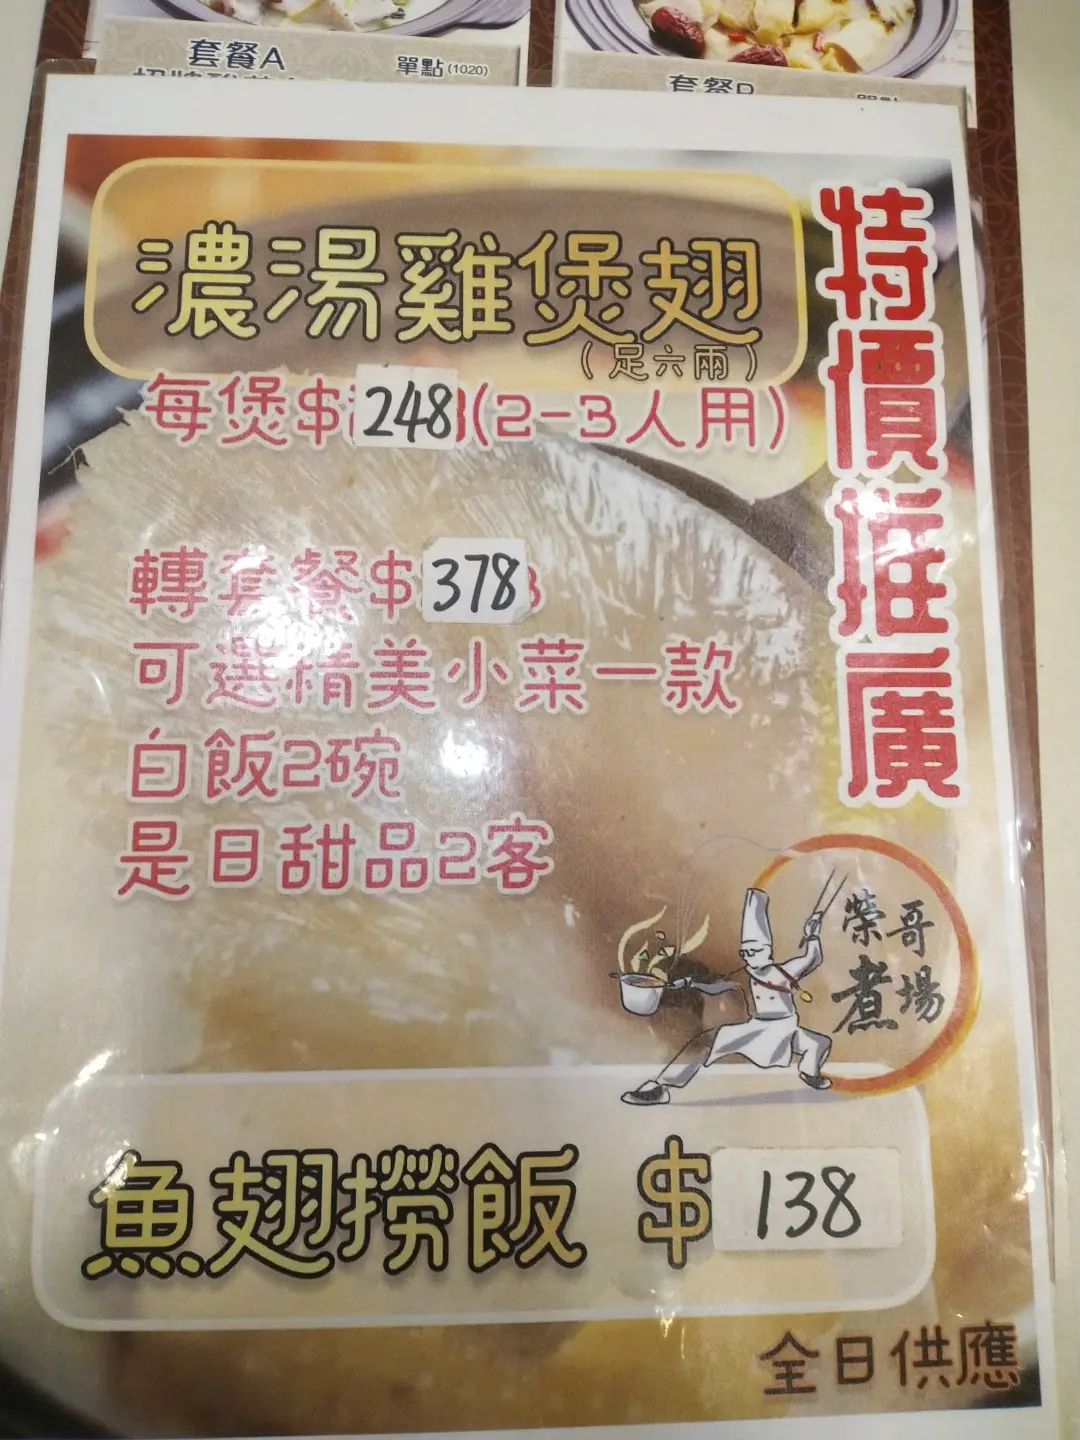 套餐A
單點(1020)
套餐
濃湯雞煲翅
(足六兩)
每煲$248(2-3人用)
特價推廣
轉套餐$378
可選精美小菜一款
白飯2碗
是日甜品2客
榮哥
煮場
魚翅撈飯 $138
全日供應